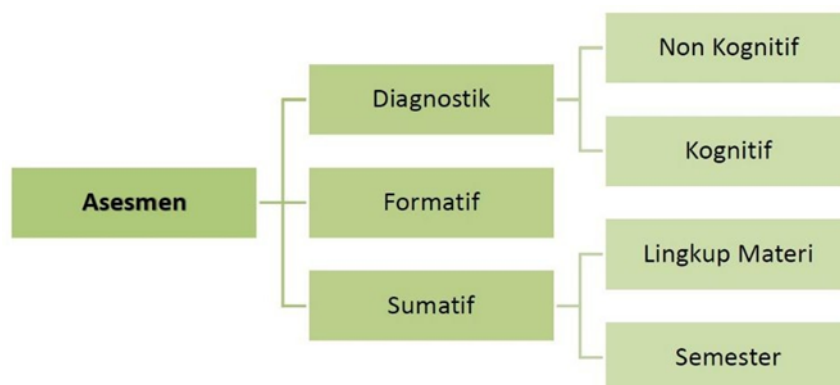 Asesmen
Diagnostik
Non Kognitif
Kognitif
Formatif
Sumatif
Lingkup Materi
Semester